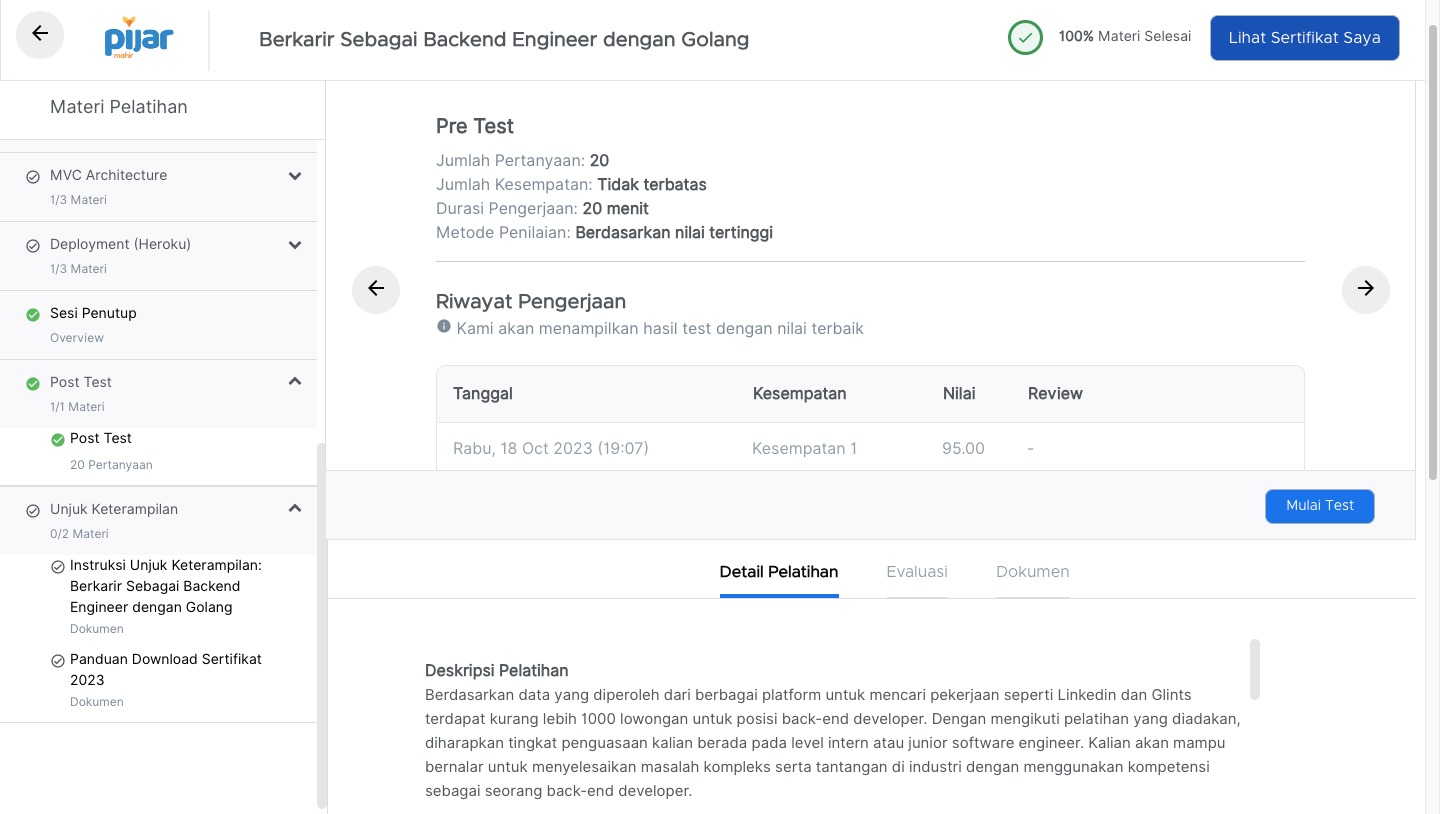 pijar
mahir
Berkarir Sebagai Backend Engineer dengan Golang
100% Materi Selesai
Lihat Sertifikat Saya
Materi Pelatihan
MVC Architecture
1/3 Materi
Deployment (Heroku)
1/3 Materi
Sesi Penutup
Overview
Post Test
1/1 Materi
Post Test
20 Pertanyaan
Unjuk Keterampilan
0/2 Materi
Instruksi Unjuk Keterampilan:
Berkarir Sebagai Backend
Engineer dengan Golang
Dokumen
Panduan Download Sertifikat
2023
Dokumen
Pre Test
Jumlah Pertanyaan: 20
Jumlah Kesempatan: Tidak terbatas
Durasi Pengerjaan: 20 menit
Metode Penilaian: Berdasarkan nilai tertinggi
Riwayat Pengerjaan
Kami akan menampilkan hasil test dengan nilai terbaik
Tanggal Kesempatan Nilai Review
Rabu, 18 Oct 2023 (19:07) Kesempatan 1 95.00 -
Mulai Test
Detail Pelatihan Evaluasi Dokumen
Deskripsi Pelatihan
Berdasarkan data yang diperoleh dari berbagai platform untuk mencari pekerjaan seperti Linkedin dan Glints
terdapat kurang lebih 1000 lowongan untuk posisi back-end developer. Dengan mengikuti pelatihan yang diadakan,
diharapkan tingkat penguasaan kalian berada pada level intern atau junior software engineer. Kalian akan mampu
bernalar untuk menyelesaikan masalah kompleks serta tantangan di industri dengan menggunakan kompetensi
sebagai seorang back-end developer.